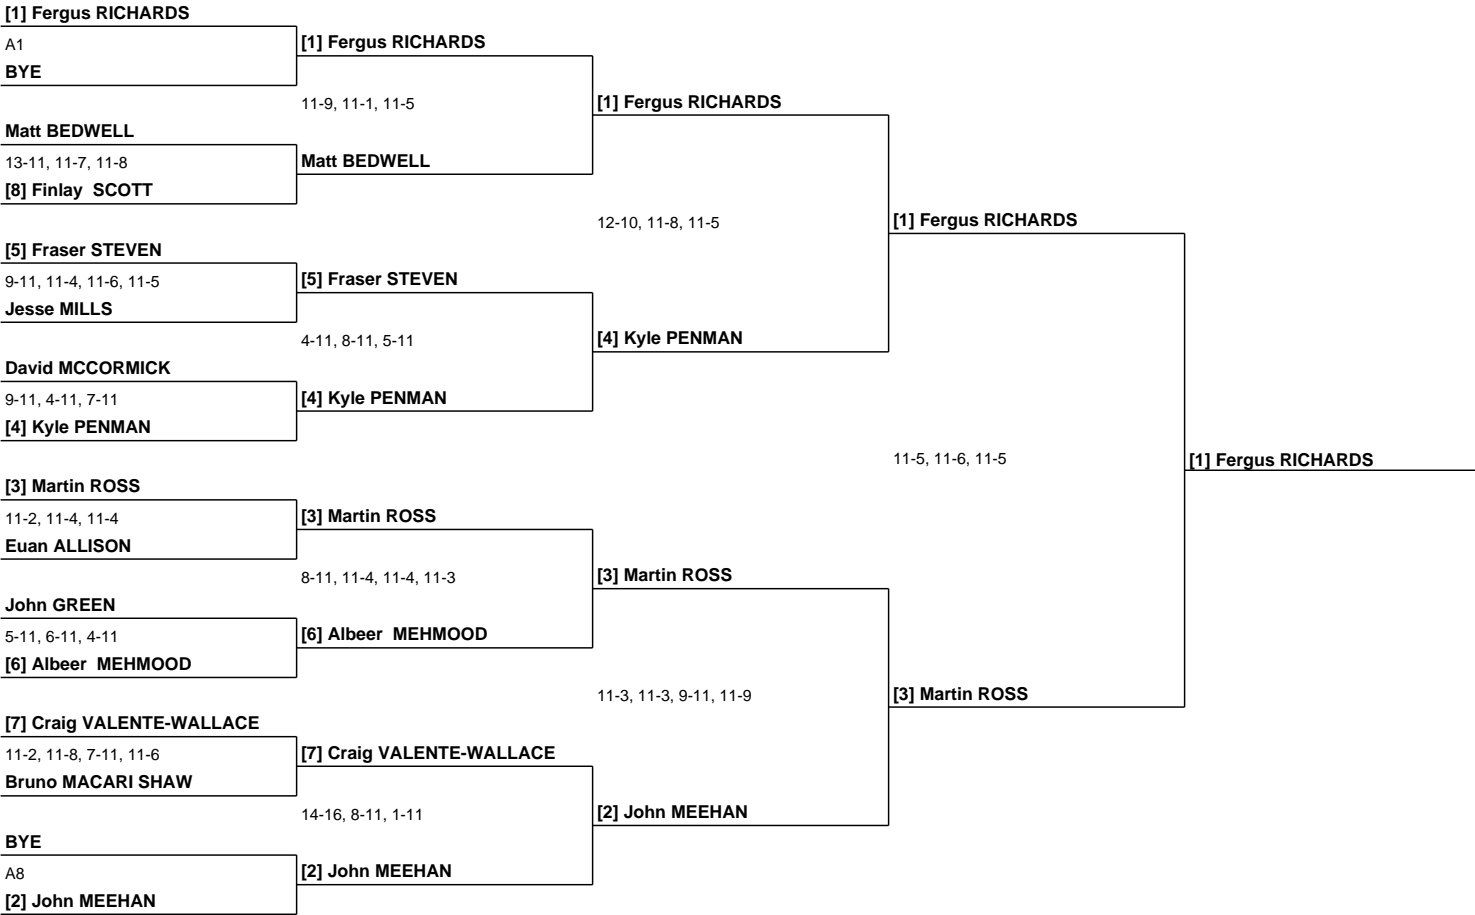 [1] Fergus RICHARDS
A1
BYE
Matt BEDWELL
13-11, 11-7, 11-8
[8] Finlay  SCOTT
[5] Fraser STEVEN
9-11, 11-4, 11-6, 11-5
Jesse MILLS
David MCCORMICK
9-11, 4-11, 7-11
[4] Kyle PENMAN
[3] Martin ROSS
11-2, 11-4, 11-4
Euan ALLISON
John GREEN
5-11, 6-11, 4-11
[6] Albeer  MEHMOOD
[7] Craig VALENTE-WALLACE
11-2, 11-8, 7-11, 11-6
Bruno MACARI SHAW
BYE
A8
[2] John MEEHAN
[1] Fergus RICHARDS
11-9, 11-1, 11-5
Matt BEDWELL
[5] Fraser STEVEN
4-11, 8-11, 5-11
[4] Kyle PENMAN
[3] Martin ROSS
8-11, 11-4, 11-4, 11-3
[6] Albeer  MEHMOOD
[7] Craig VALENTE-WALLACE
14-16, 8-11, 1-11
[2] John MEEHAN
[1] Fergus RICHARDS
12-10, 11-8, 11-5
[4] Kyle PENMAN
[3] Martin ROSS
11-3, 11-3, 9-11, 11-9
[2] John MEEHAN
[1] Fergus RICHARDS
11-5, 11-6, 11-5
[3] Martin ROSS
[1] Fergus RICHARDS